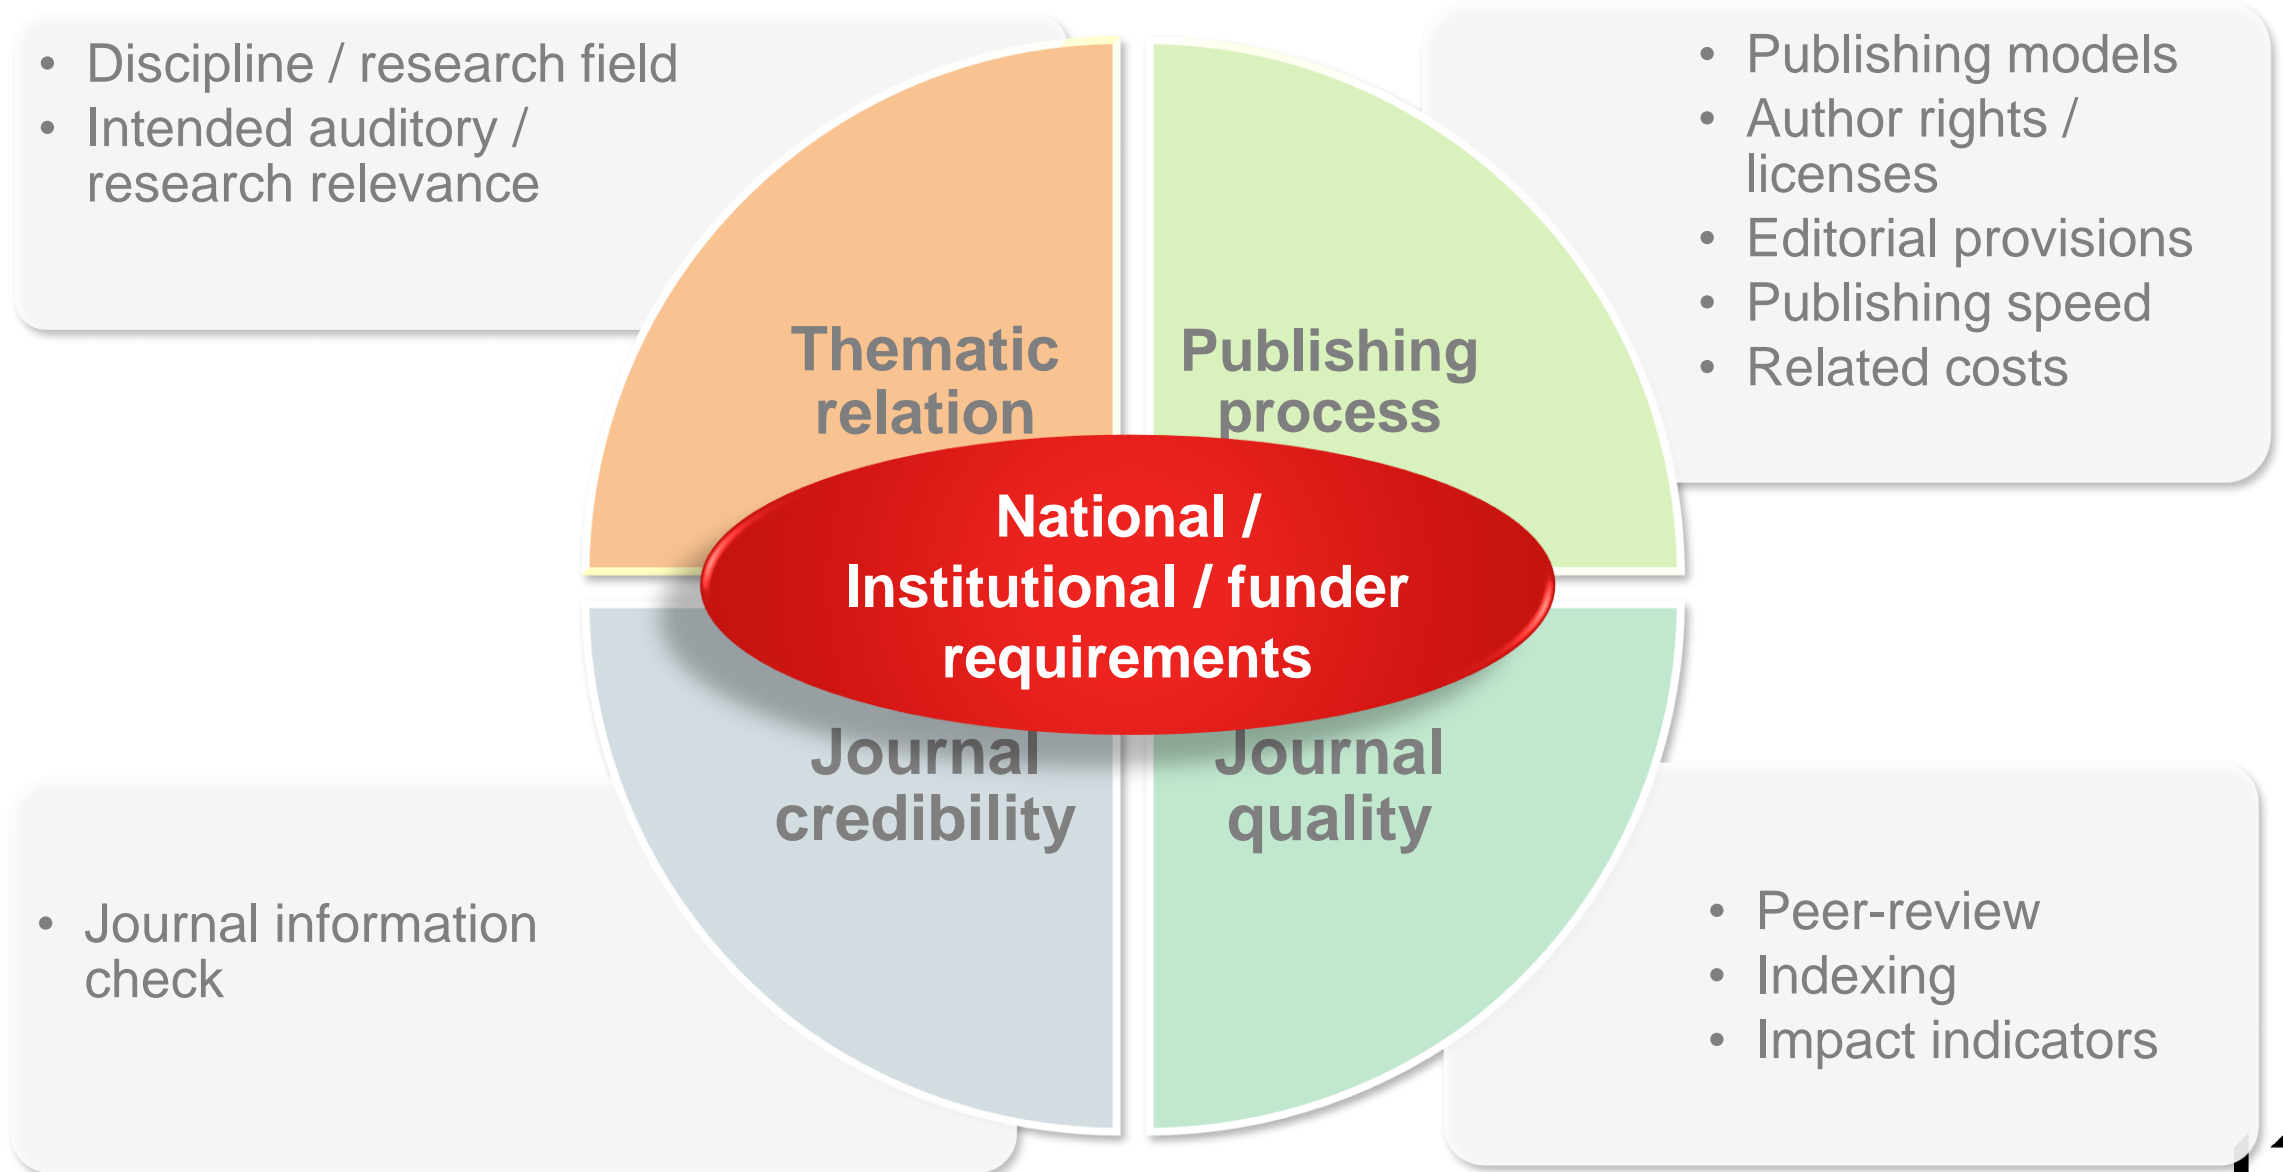 • Discipline / research field
• Intended auditory /
research relevance
• Publishing models
• Author rights /
licenses
• Editorial provisions
• Publishing speed
• Related costs
Thematic
relation
Publishing
process
National /
Institutional / funder
requirements
Journal
credibility
Journal
quality
• Journal information
check
• Peer-review
• Indexing
• Impact indicators